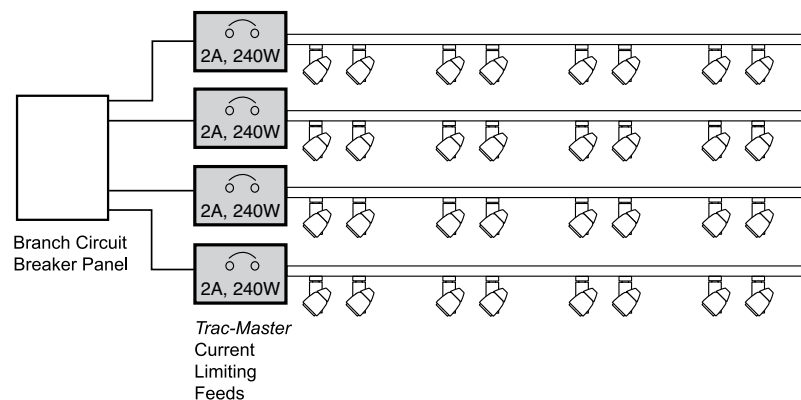 2A, 240W
2A, 240W
2A, 240W
2A, 240W
Branch Circuit
Breaker Panel
Trac-Master
Current
Limiting
Feeds